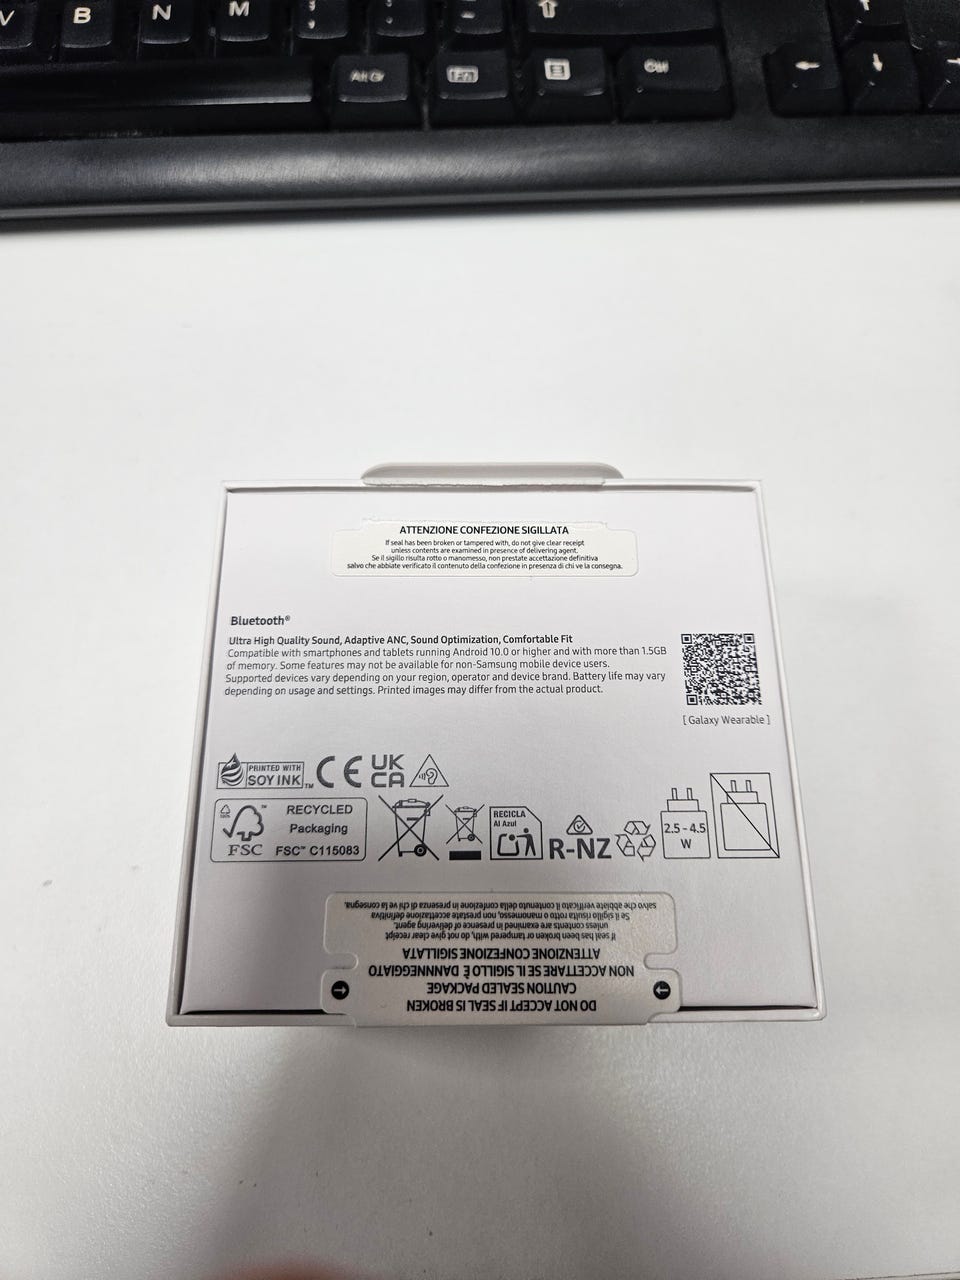 V B N M
Alt Gr Ctrl
ATTENZIONE CONFEZIONE SIGILLATA
If seal has been broken or tampered with, do not give clear receipt
unless contents are examined in presence of delivering agent.
Se il sigillo risulta rotto o manomesso, non prestate accettazione definitiva
salvo che abbiate verificato il contenuto della confezione in presenza di chi ve la consegna.
Bluetooth®
Ultra High Quality Sound, Adaptive ANC, Sound Optimization, Comfortable Fit
Compatible with smartphones and tablets running Android 10.0 or higher and with more than 1.5GB
of memory. Some features may not be available for non-Samsung mobile device users.
Supported devices vary depending on your region, operator and device brand. Battery life may vary
depending on usage and settings. Printed images may differ from the actual product.
[ Galaxy Wearable ]
PRINTED WITH
SOY INK™
CE
UK
CA
100%
™
FSC
RECYCLED
Packaging
FSC™ C115083
RECICLA
Al Azul
R-NZ
2.5 - 4.5
W
DO NOT ACCEPT IF SEAL IS BROKEN
CAUTION SEALED PACKAGE
NON ACCETTARE SE IL SIGILLO È DANNNEGGIATO
ATTENZIONE CONFEZIONE SIGILLATA
If seal has been broken or tampered with, do not give clear receipt
unless contents are examined in presence of delivering agent.
Se il sigillo risulta rotto o manomesso, non prestate accettazione definitiva
salvo che abbiate verificato il contenuto della confezione in presenza di chi ve la consegna.